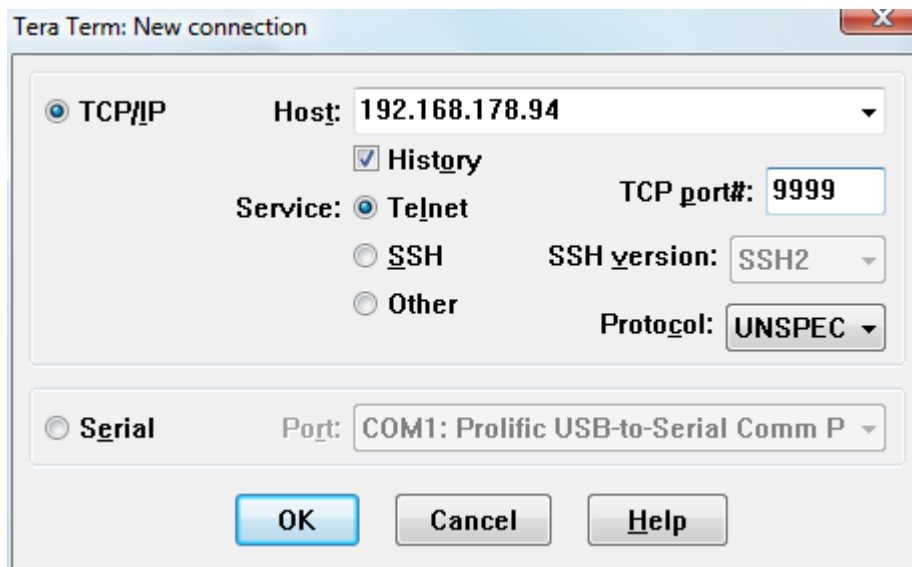 Tera Term: New connection
TCP/IP Host: 192.168.178.94
History
TCP port#: 9999
Service: Telnet
SSH SSH version: SSH2
Other
Protocol: UNSPEC
Serial Port: COM1: Prolific USB-to-Serial Comm P
OK Cancel Help